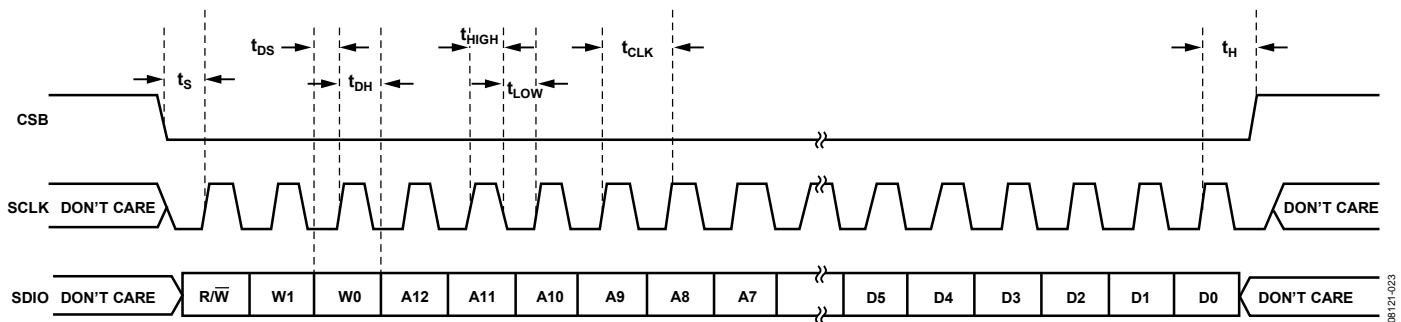 tDS
tHIGH
tCLK
tH
tS
tDH
tLOW
CSB
SCLK DON'T CARE
DON'T CARE
SDIO DON'T CARE R/W̅ W1 W0 A12 A11 A10 A9 A8 A7 D5 D4 D3 D2 D1 D0 DON'T CARE
08121-023